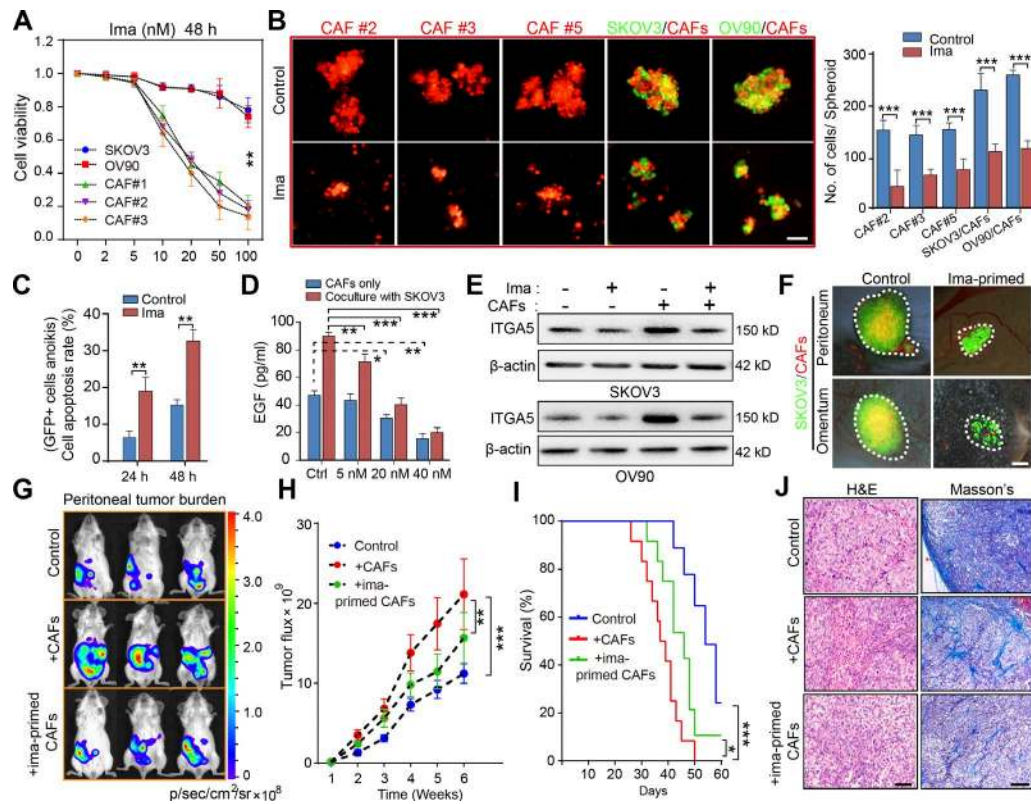 A
Ima (nM) 48 h
Cell viability
1.2
1.0
0.8
0.6
0.4
0.2
0.0
SKOV3
OV90
CAF#1
CAF#2
CAF#3
**
0 2 5 10 20 50 100
B
CAF #2 CAF #3 CAF #5 SKOV3/CAFs OV90/CAFs
Control
Ima
No. of cells/ Spheroid
300
200
100
0
Control
Ima
*** *** *** *** ***
CAF#2 CAF#3 CAF#5 SKOV3/CAFs OV90/CAFs
C
(GFP+ cells anoikis)
Cell apoptosis rate (%)
40
30
20
10
0
Control
Ima
** **
24 h 48 h
D
CAFs only
Coculture with SKOV3
EGF (pg/ml)
100
80
60
40
20
0
***
** ***
* **
Ctrl 5 nM 20 nM 40 nM
E
Ima : - + - +
CAFs: - - + +
ITGA5 150 kD
β-actin 42 kD
SKOV3
ITGA5 150 kD
β-actin 42 kD
OV90
F
Control Ima-primed
SKOV3/CAFs
Peritoneum
Omentum
G
Peritoneal tumor burden
Control
+CAFs
+ima-primed
CAFs
4.0
3.0
2.0
1.0
0
p/sec/cm²/sr×10⁸
H
Tumor flux×10⁹
30
20
10
0
Control
+CAFs
+ima-
primed CAFs
** ***
1 2 3 4 5 6
Time (Weeks)
I
Survival (%)
100
80
60
40
20
0
Control
+CAFs
+ima-
primed CAFs
***
*
10 20 30 40 50 60
Days
J
H&E Masson's
Control
+CAFs
+ima-primed
CAFs